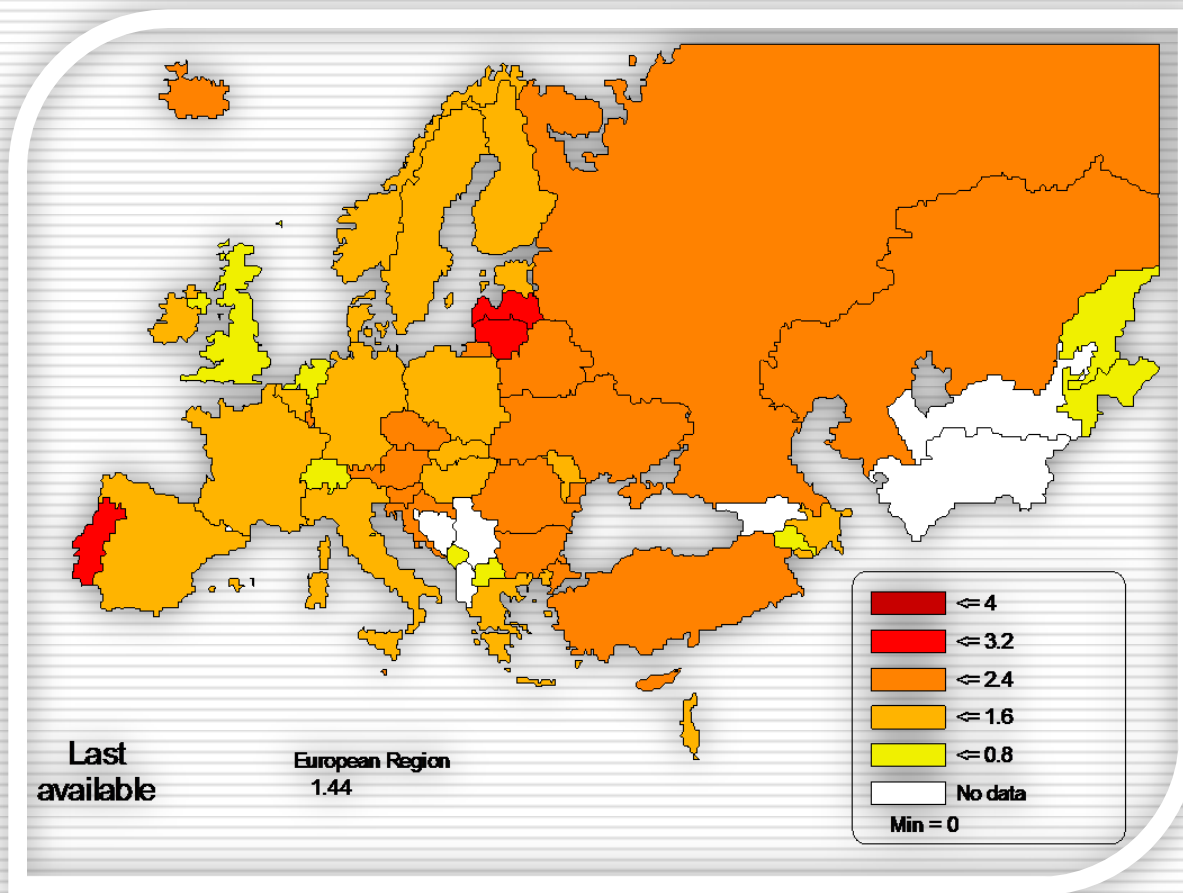 <= 4
<= 3.2
<= 2.4
<= 1.6
<= 0.8
No data
Min = 0
Last
available
European Region
1.44